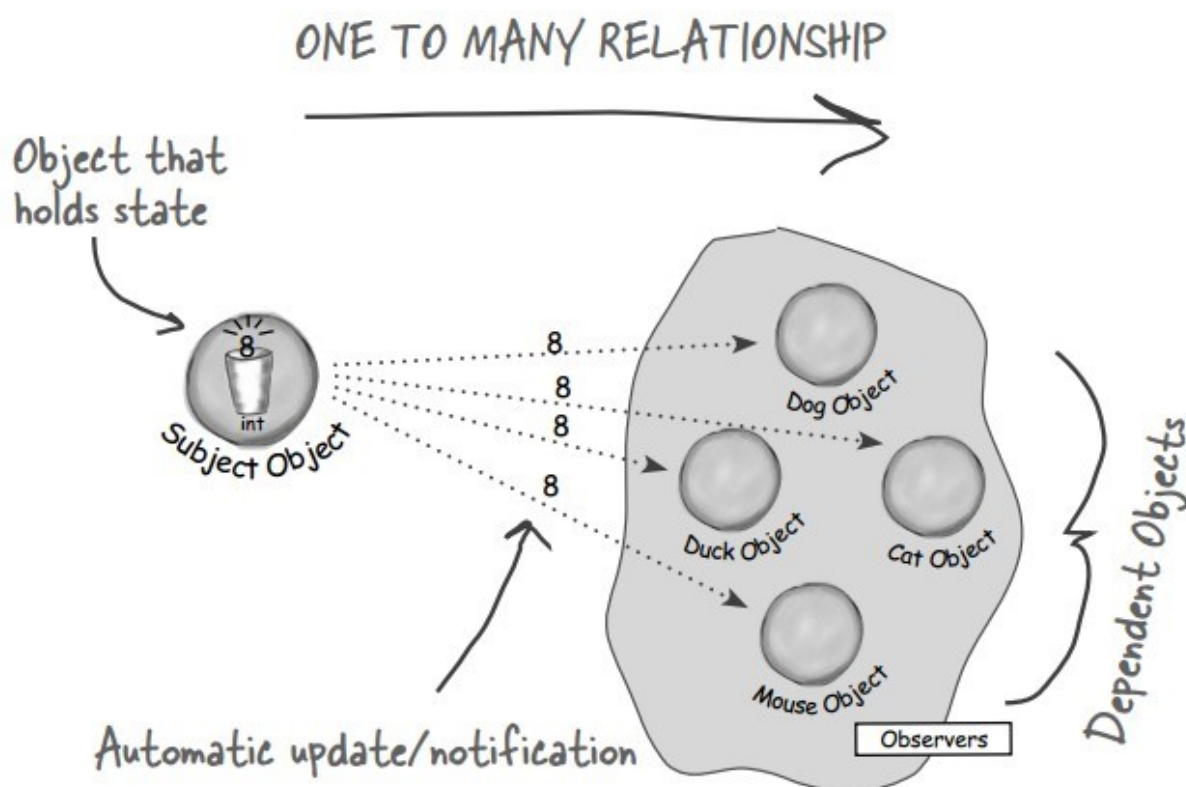 ONE TO MANY RELATIONSHIP
Object that
holds state
8
int
Subject Object
8
8
8
8
Dog Object
Duck Object
Cat Object
Mouse Object
Observers
Dependent Objects
Automatic update/notification